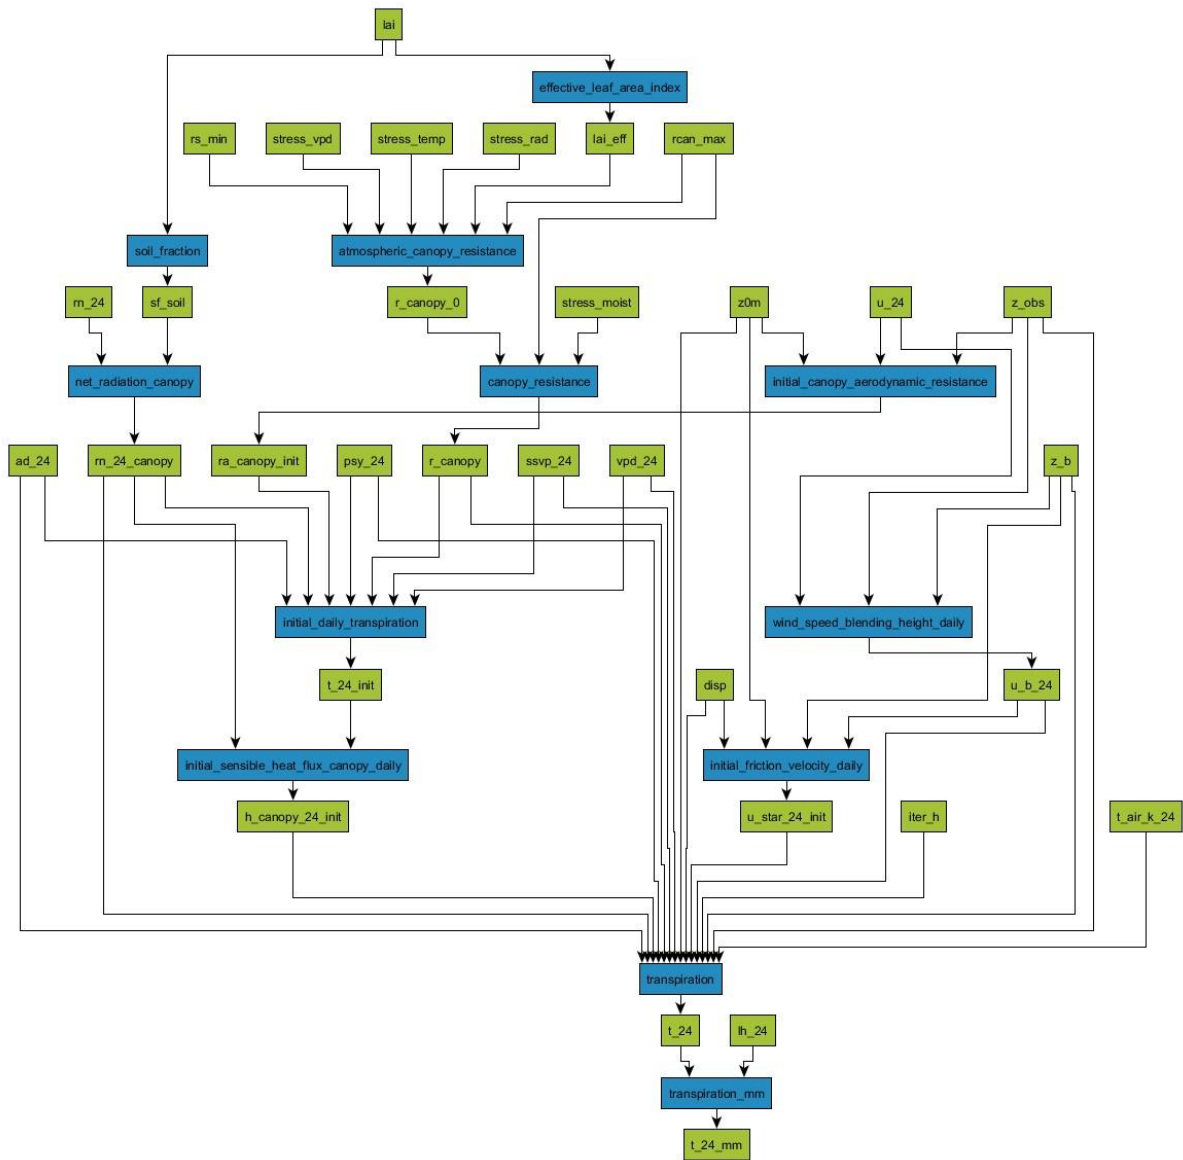 lai
effective_leaf_area_index
rs_min
stress_vpd
stress_temp
stress_rad
lai_eff
rcan_max
soil_fraction
atmospheric_canopy_resistance
rn_24
sf_soil
r_canopy_0
stress_moist
z0m
u_24
z_obs
net_radiation_canopy
canopy_resistance
initial_canopy_aerodynamic_resistance
ad_24
rn_24_canopy
ra_canopy_init
psy_24
r_canopy
ssvp_24
vpd_24
z_b
initial_daily_transpiration
wind_speed_blending_height_daily
t_24_init
disp
u_b_24
initial_sensible_heat_flux_canopy_daily
initial_friction_velocity_daily
h_canopy_24_init
u_star_24_init
iter_h
t_air_k_24
transpiration
t_24
lh_24
transpiration_mm
t_24_mm